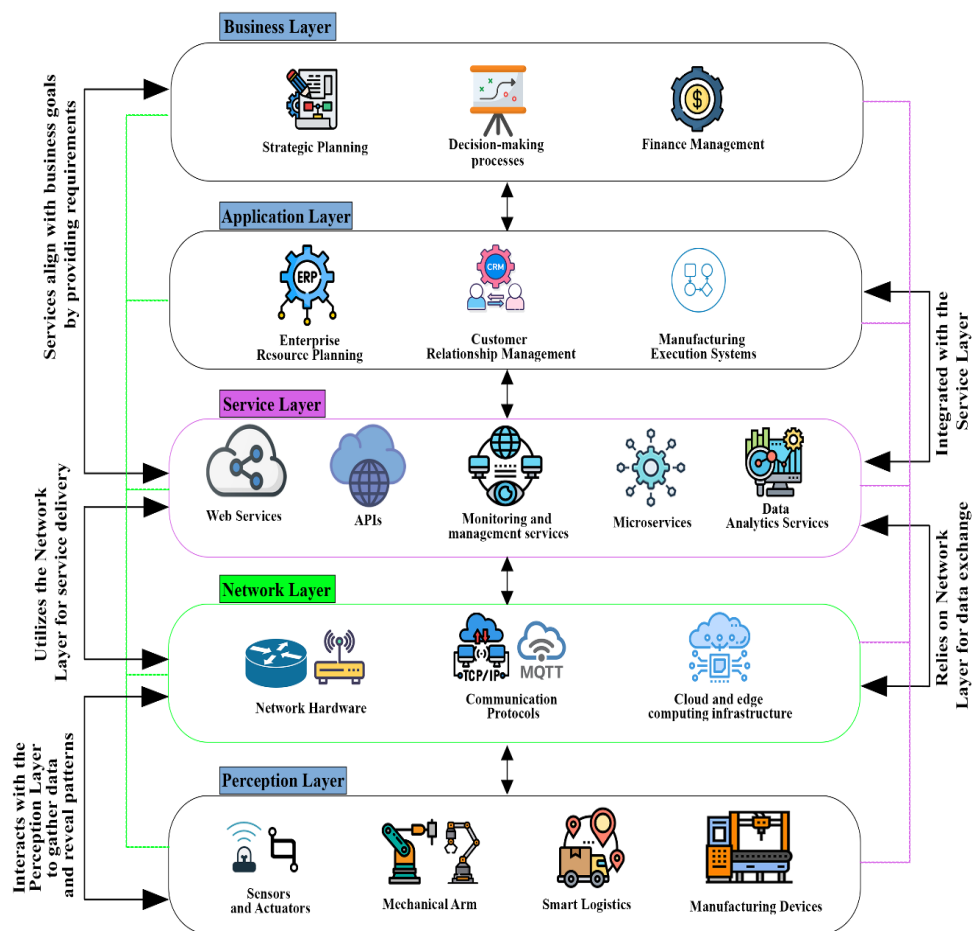 Business Layer
Strategic Planning
Decision-making
processes
Finance Management
$
Services align with business goals
by providing requirements
Application Layer
ERP
Enterprise
Resource Planning
CRM
Customer
Relationship Management
Manufacturing
Execution Systems
Integrated with the
Service Layer
Service Layer
Web Services
APIs
Monitoring and
management services
Microservices
Data
Analytics Services
Utilizes the Network
Layer for service delivery
Relies on Network
Layer for data exchange
Network Layer
Network Hardware
TCP/IP
MQTT
Communication
Protocols
Cloud and edge
computing infrastructure
Interacts with the
Perception Layer
to gather data
and reveal patterns
Perception Layer
Sensors
and Actuators
Mechanical Arm
Smart Logistics
Manufacturing Devices